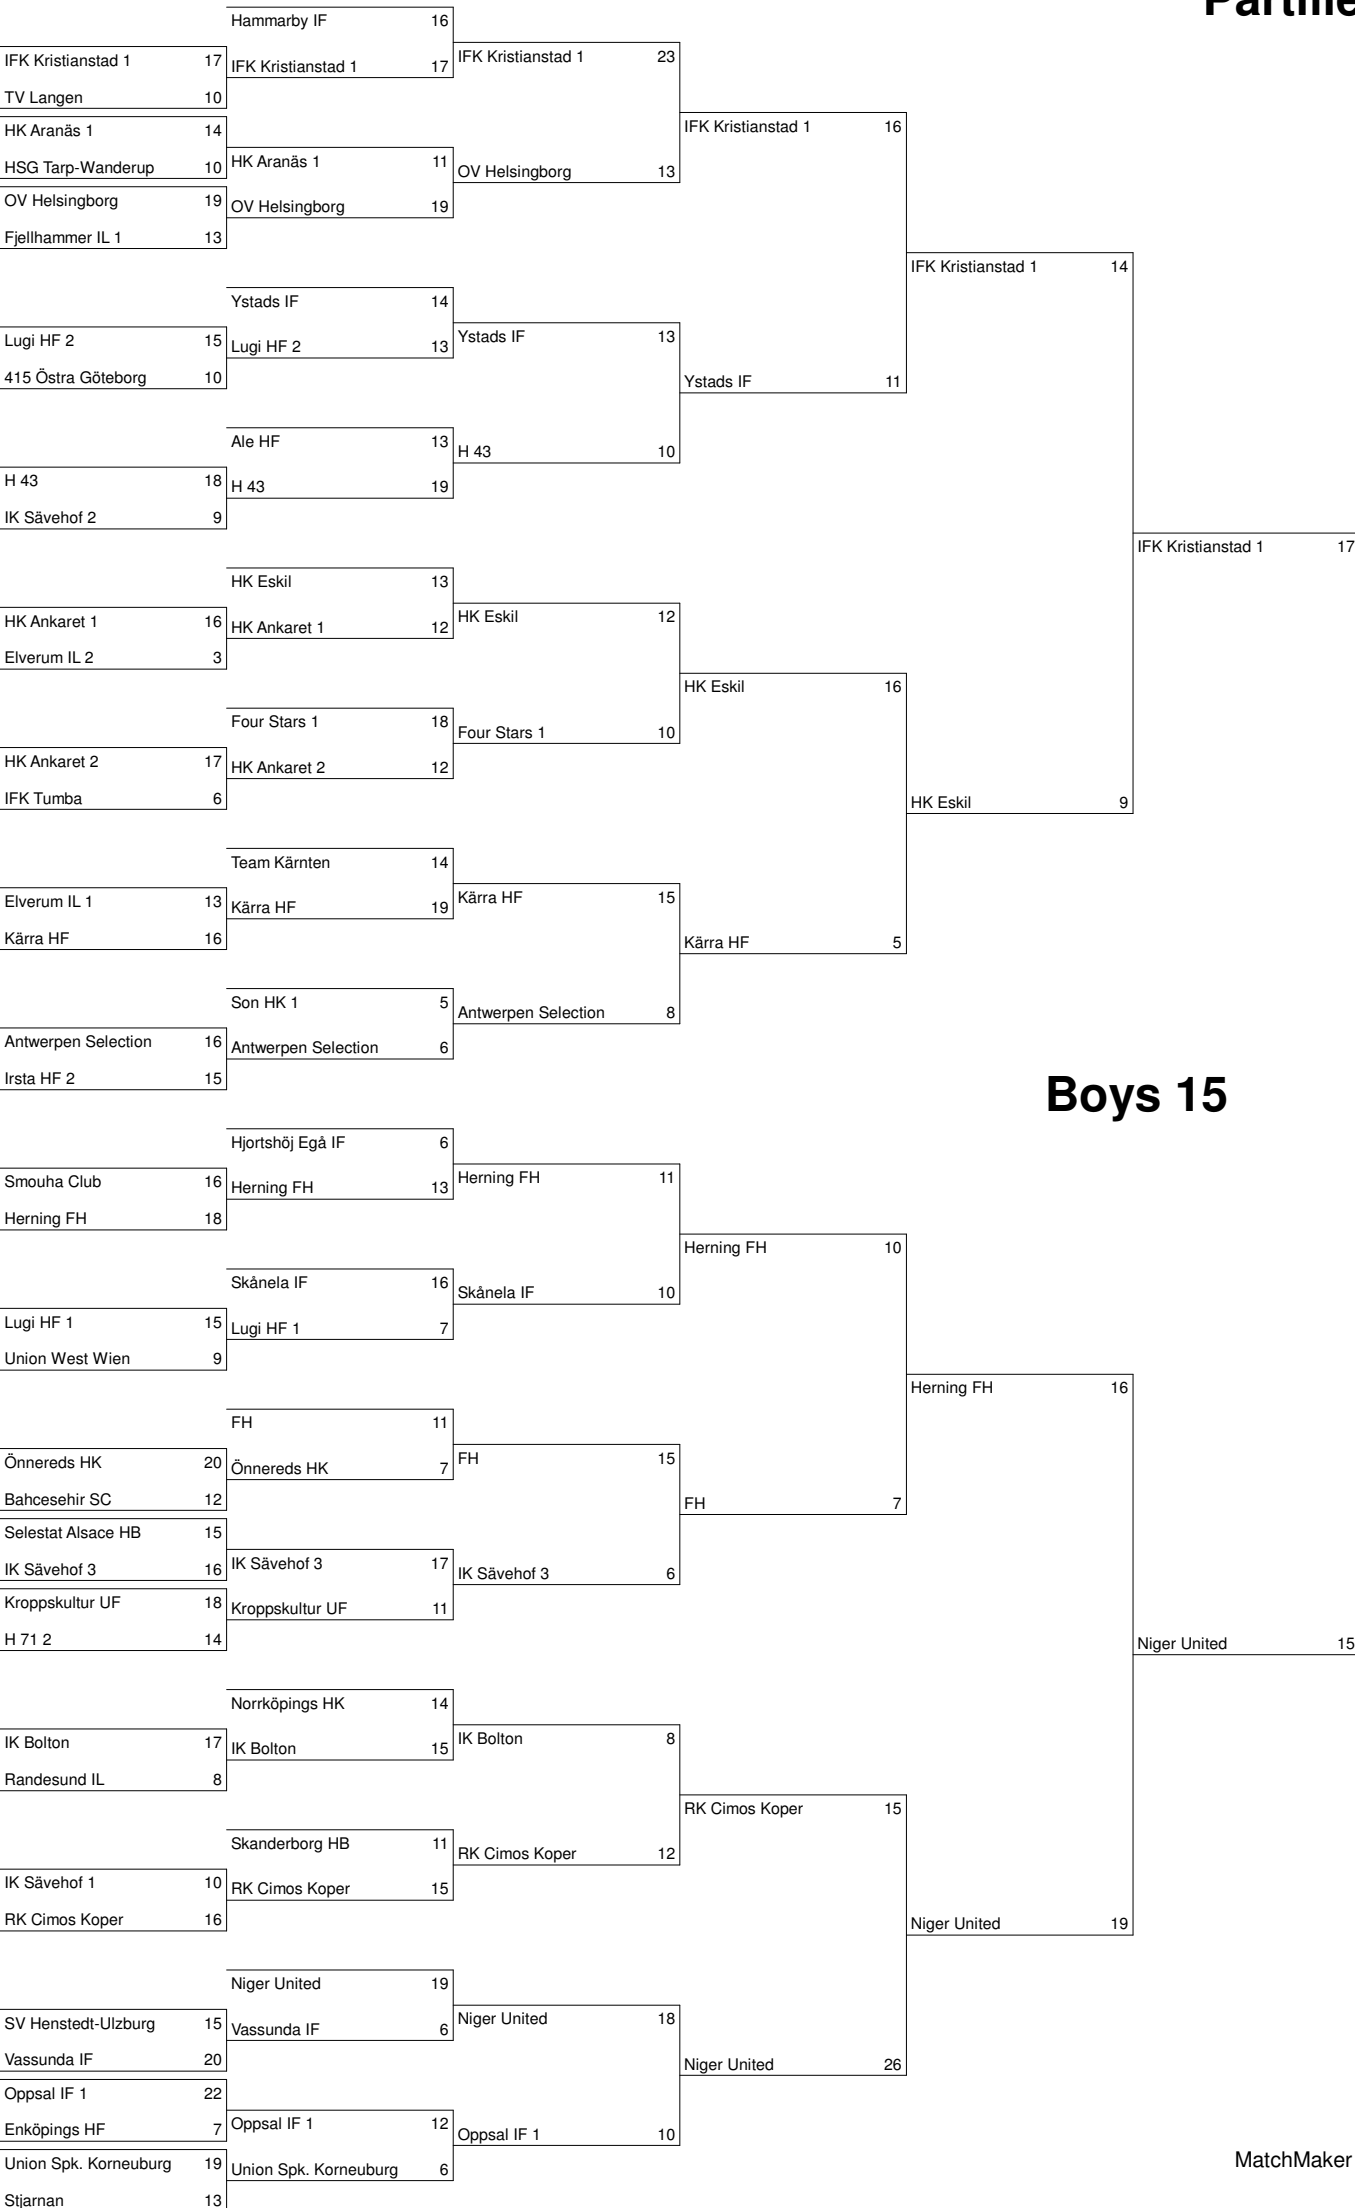 Partille
Hammarby IF 16
IFK Kristianstad 1 17
IFK Kristianstad 1 17
TV Langen 10
IFK Kristianstad 1 23
OV Helsingborg 13
HK Aranäs 1 14
HSG Tarp-Wanderup 10
HK Aranäs 1 11
OV Helsingborg 19
OV Helsingborg 19
Fjellhammer IL 1 13
IFK Kristianstad 1 16
Ystads IF 11
Ystads IF 14
Lugi HF 2 13
Lugi HF 2 15
415 Östra Göteborg 10
Ystads IF 13
H 43 10
Ale HF 13
H 43 19
H 43 18
IK Sävehof 2 9
IFK Kristianstad 1 14
HK Eskil 9
IFK Kristianstad 1 17
HK Eskil 13
HK Ankaret 1 12
HK Ankaret 1 16
Elverum IL 2 3
HK Eskil 12
Four Stars 1 10
Four Stars 1 18
HK Ankaret 2 12
HK Ankaret 2 17
IFK Tumba 6
HK Eskil 16
Kärra HF 5
Team Kärnten 14
Kärra HF 19
Elverum IL 1 13
Kärra HF 16
Kärra HF 15
Antwerpen Selection 8
Son HK 1 5
Antwerpen Selection 6
Antwerpen Selection 16
Irsta HF 2 15
Boys 15
Hjortshöj Egå IF 6
Herning FH 13
Smouha Club 16
Herning FH 18
Herning FH 11
Skånela IF 10
Skånela IF 16
Lugi HF 1 7
Lugi HF 1 15
Union West Wien 9
Herning FH 10
FH 7
FH 11
Önnereds HK 7
Önnereds HK 20
Bahcesehir SC 12
FH 15
IK Sävehof 3 6
Selestat Alsace HB 15
IK Sävehof 3 16
IK Sävehof 3 17
Kroppskultur UF 11
Kroppskultur UF 18
H 71 2 14
Herning FH 16
Niger United 19
Niger United 15
Norrköpings HK 14
IK Bolton 15
IK Bolton 17
Randesund IL 8
IK Bolton 8
RK Cimos Koper 12
Skanderborg HB 11
RK Cimos Koper 15
IK Sävehof 1 10
RK Cimos Koper 16
RK Cimos Koper 15
Niger United 26
Niger United 19
Vassunda IF 6
SV Henstedt-Ulzburg 15
Vassunda IF 20
Niger United 18
Oppsal IF 1 10
Oppsal IF 1 22
Enköpings HF 7
Oppsal IF 1 12
Union Spk. Korneuburg 6
Union Spk. Korneuburg 19
Stjarnan 13
MatchMaker